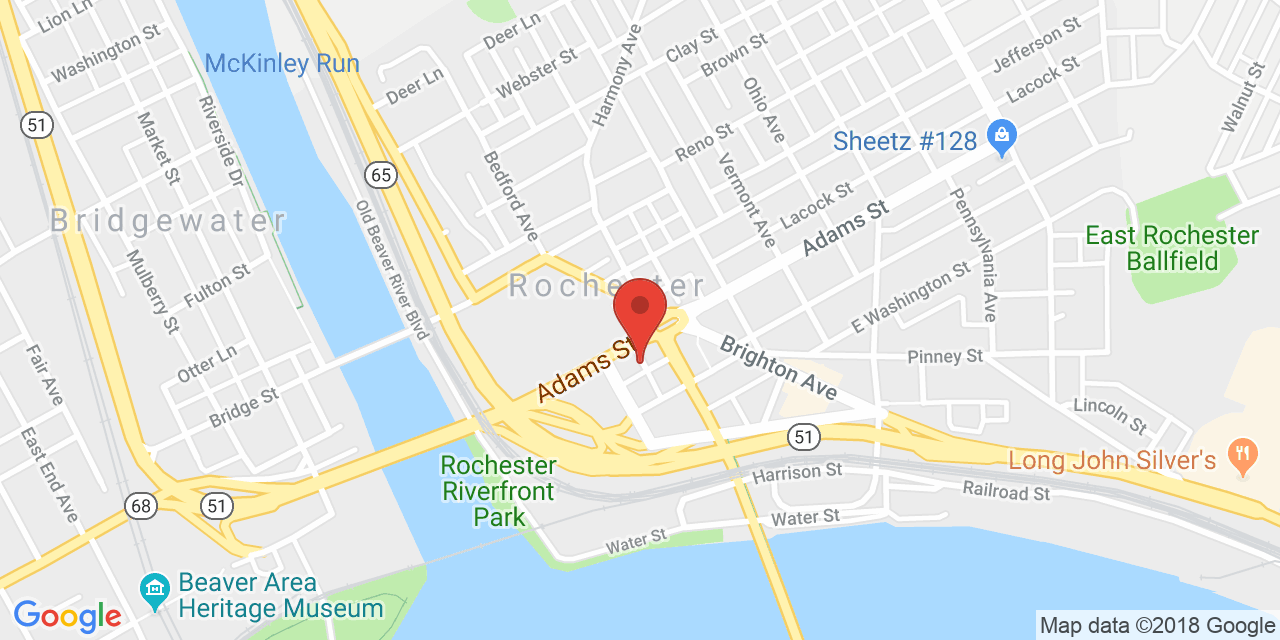 Lion Ln
Washington St
McKinley Run
Deer Ln
Webster St
Deer Ln
Harmony Ave
Clay St
Brown St
Jefferson St
Lacock St
Walnut St
51
Market St
Riverside Dr
65
Bedford Ave
Reno St
Ohio Ave
Vermont Ave
Sheetz #128
Lacock St
Adams St
Pennsylvania Ave
East Rochester
Ballfield
Bridgewater
Old Beaver River Blvd
Mulberry St
Fulton St
Rochester
E Washington St
Fair Ave
Otter Ln
Bridge St
Adams St
Brighton Ave
Pinney St
Lincoln St
East End Ave
51
Long John Silver's
Rochester
Riverfront
Park
Harrison St
Railroad St
68
51
Water St
Water St
Beaver Area
Heritage Museum
Google
Map data ©2018 Google